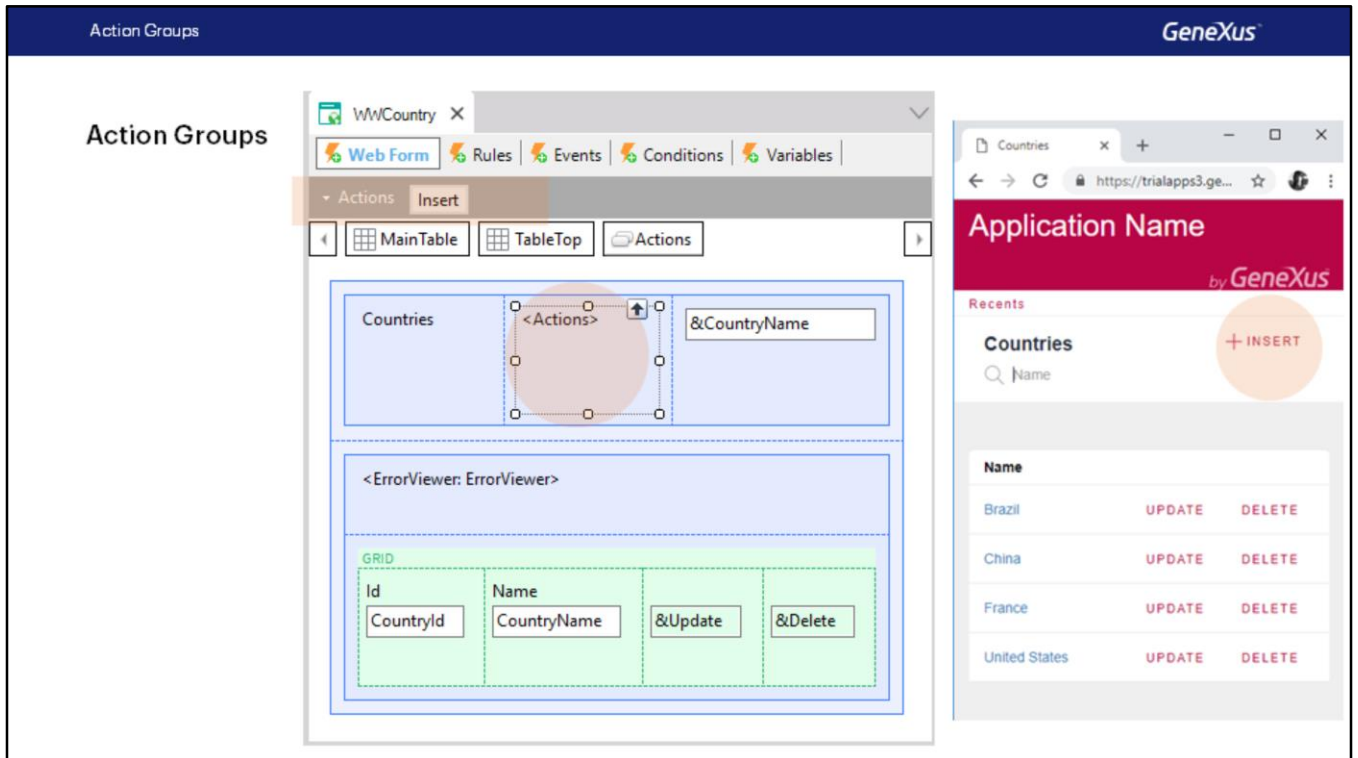 Action Groups
GeneXus
Action Groups
WWCountry
Web Form Rules Events Conditions Variables
Actions Insert
MainTable TableTop Actions
Countries <Actions> &CountryName
<ErrorViewer: ErrorViewer>
GRID
Id Name
CountryId CountryName &Update &Delete
Countries
https://trialapps3.ge...
Application Name
by GeneXus
Recents
Countries INSERT
Name
Name
Brazil UPDATE DELETE
China UPDATE DELETE
France UPDATE DELETE
United States UPDATE DELETE